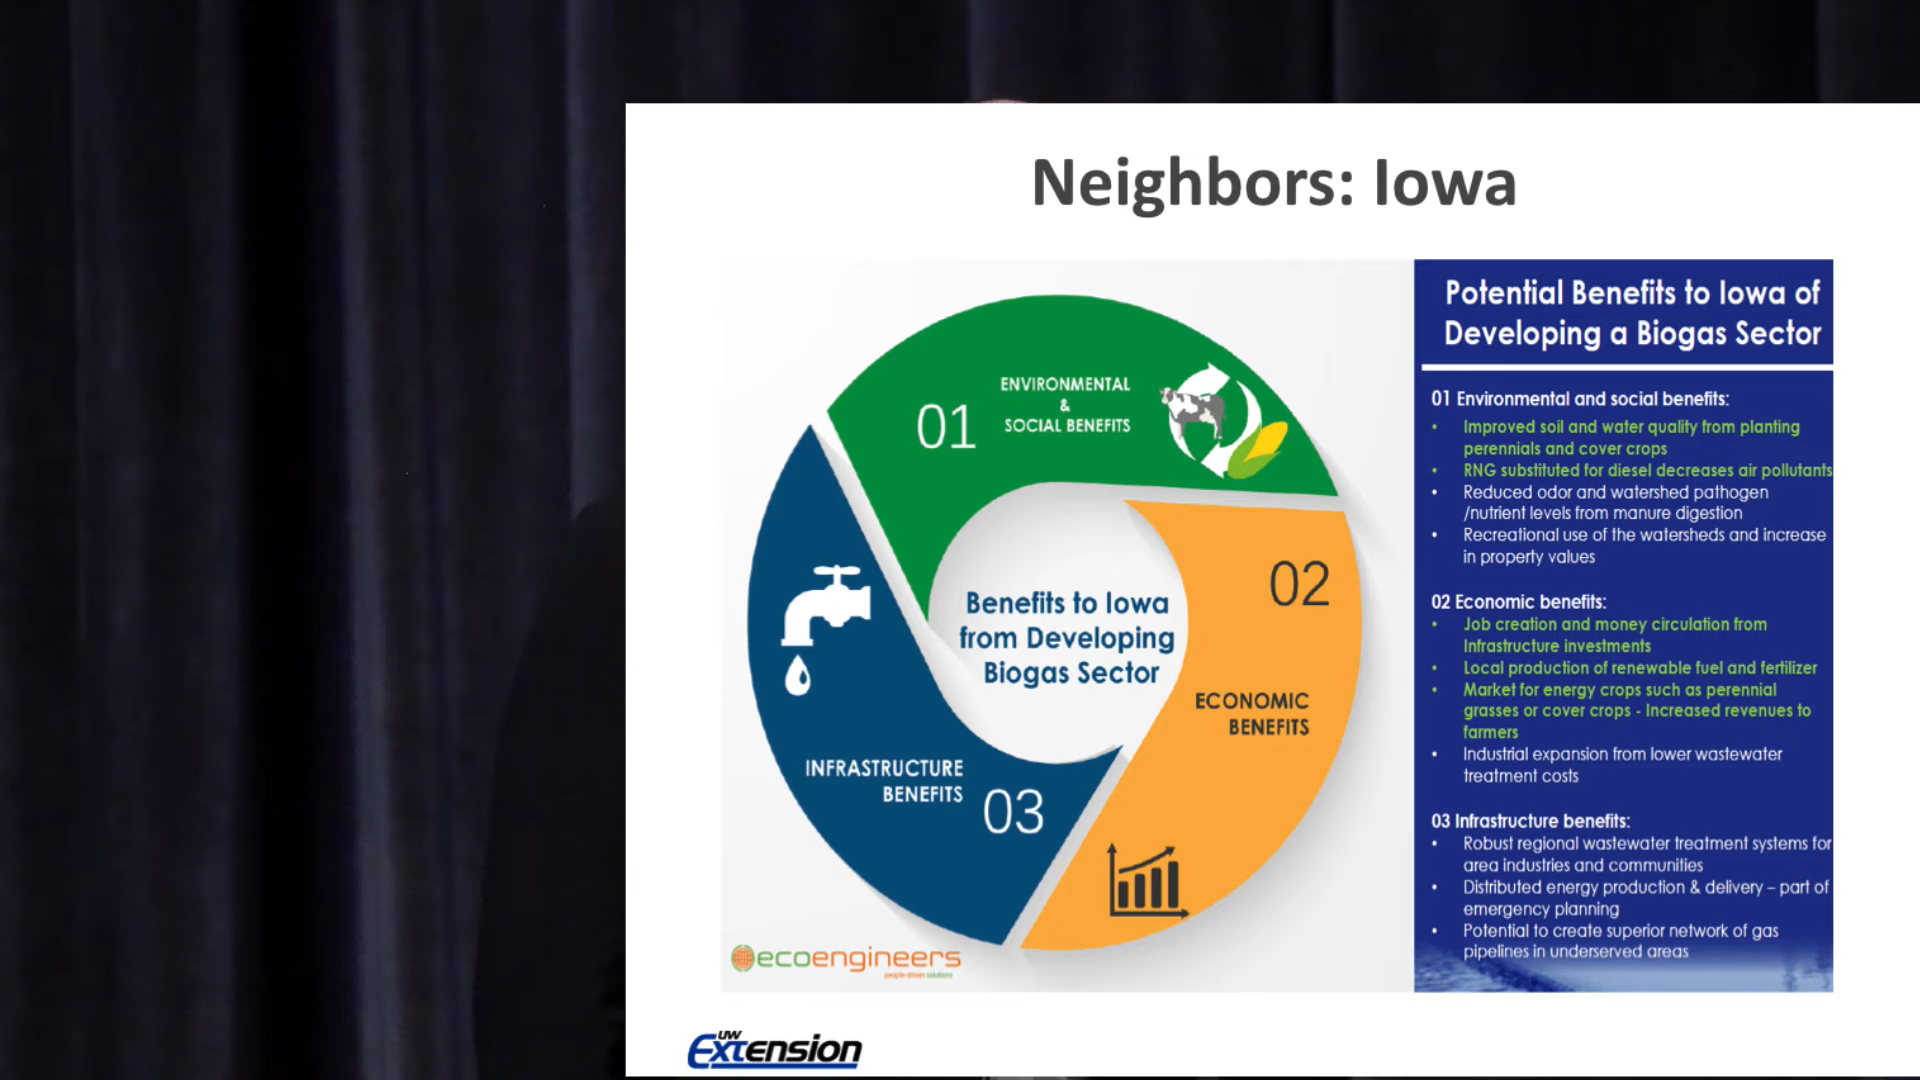 Neighbors: Iowa
01
ENVIRONMENTAL
&
SOCIAL BENEFITS
02
ECONOMIC
BENEFITS
INFRASTRUCTURE
BENEFITS
03
Benefits to Iowa
from Developing
Biogas Sector
ecoengineers
people-driven solutions
Potential Benefits to Iowa of
Developing a Biogas Sector
01 Environmental and social benefits:
• Improved soil and water quality from planting
perennials and cover crops
• RNG substituted for diesel decreases air pollutants
• Reduced odor and watershed pathogen
/nutrient levels from manure digestion
• Recreational use of the watersheds and increase
in property values
02 Economic benefits:
• Job creation and money circulation from
Infrastructure investments
• Local production of renewable fuel and fertilizer
• Market for energy crops such as perennial
grasses or cover crops - Increased revenues to
farmers
• Industrial expansion from lower wastewater
treatment costs
03 Infrastructure benefits:
• Robust regional wastewater treatment systems for
area industries and communities
• Distributed energy production & delivery – part of
emergency planning
• Potential to create superior network of gas
pipelines in underserved areas
UW
Extension